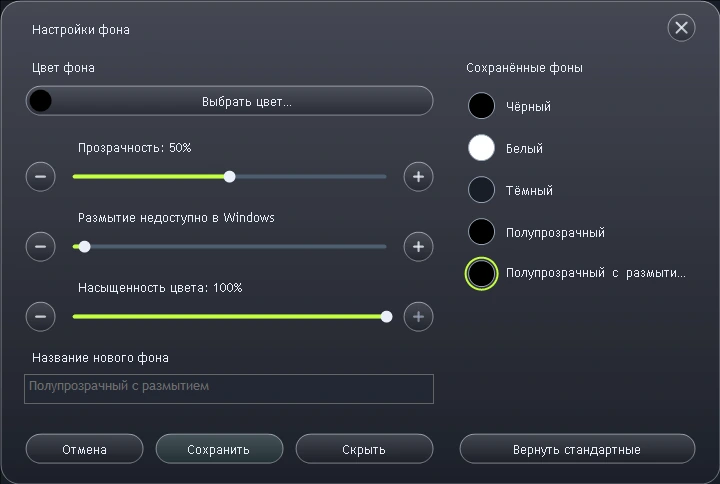 Настройки фона
Цвет фона
Выбрать цвет...
Прозрачность: 50%
Размытие недоступно в Windows
Насыщенность цвета: 100%
Название нового фона
Полупрозрачный с размытием
Отмена
Сохранить
Скрыть
Сохранённые фоны
Чёрный
Белый
Тёмный
Полупрозрачный
Полупрозрачный с размыти...
Вернуть стандартные